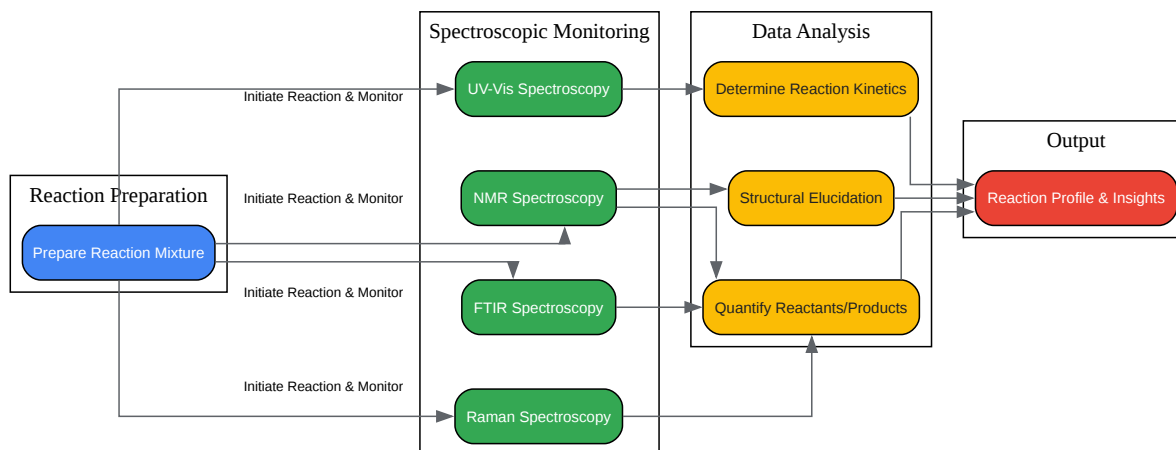 Reaction Preparation
Prepare Reaction Mixture
Initiate Reaction & Monitor
Initiate Reaction & Monitor
Initiate Reaction & Monitor
Initiate Reaction & Monitor
Spectroscopic Monitoring
UV-Vis Spectroscopy
NMR Spectroscopy
FTIR Spectroscopy
Raman Spectroscopy
Data Analysis
Determine Reaction Kinetics
Structural Elucidation
Quantify Reactants/Products
Output
Reaction Profile & Insights